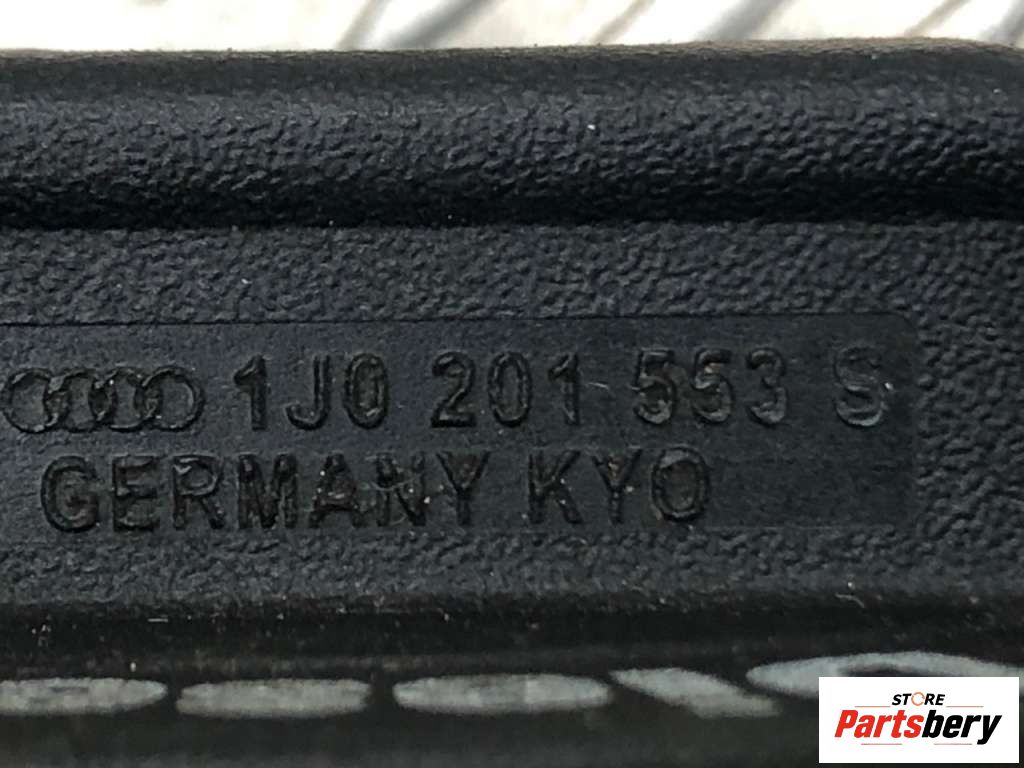 1J0 201 553 S
GERMANY KYO
STORE
Partsbery